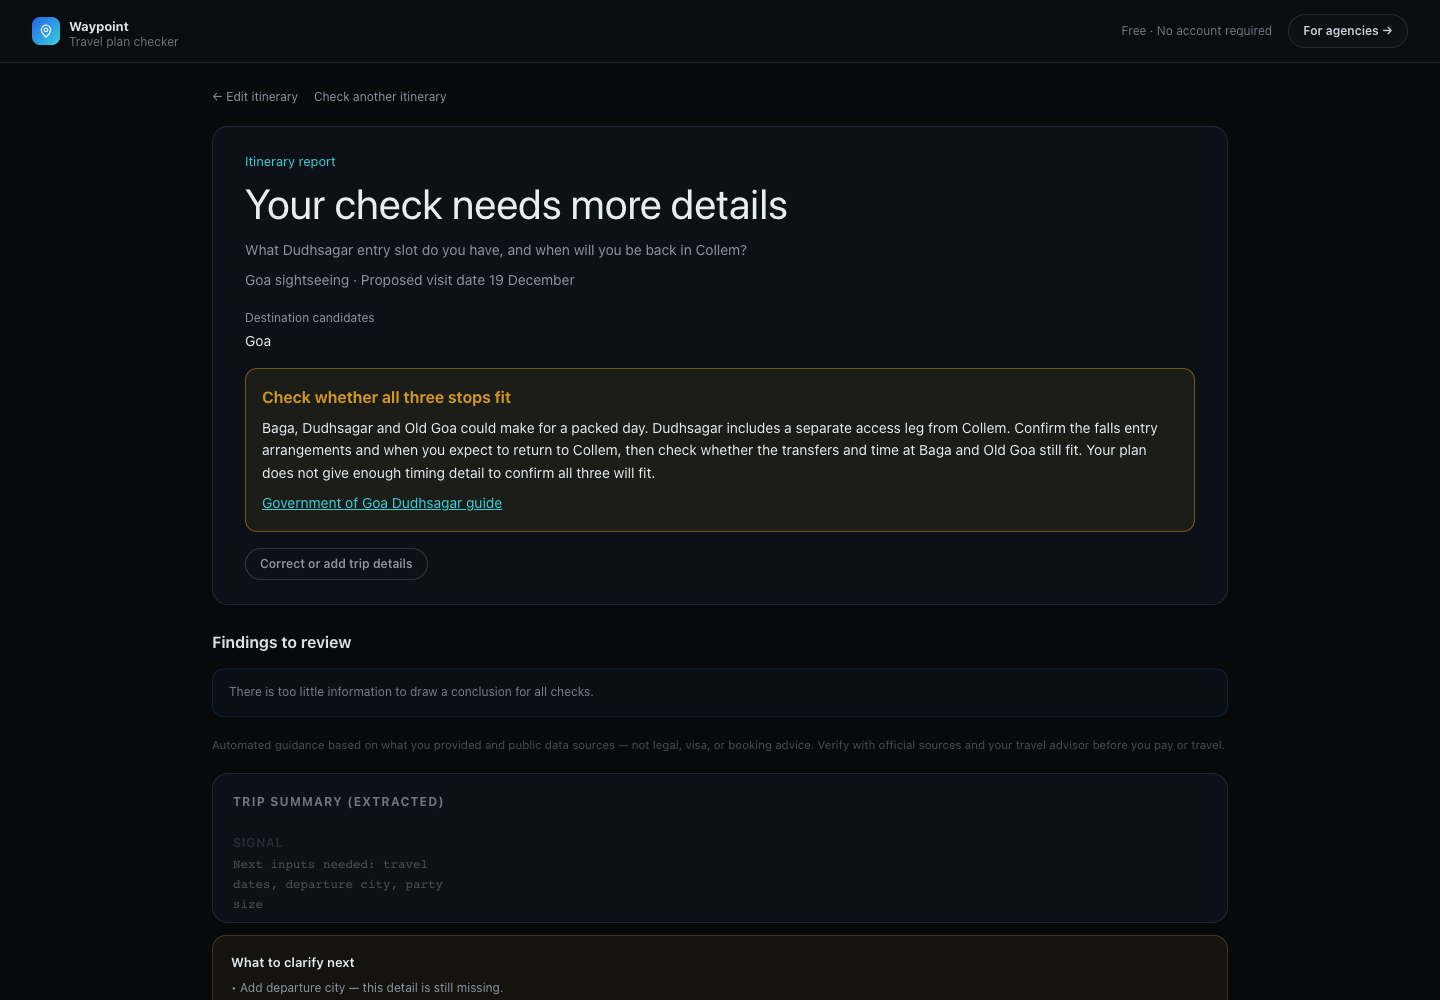 Waypoint
Travel plan checker
Free · No account required
For agencies →
← Edit itinerary
Check another itinerary
Itinerary report
Your check needs more details
What Dudhsagar entry slot do you have, and when will you be back in Collem?
Goa sightseeing · Proposed visit date 19 December
Destination candidates
Goa
Check whether all three stops fit
Baga, Dudhsagar and Old Goa could make for a packed day. Dudhsagar includes a separate access leg from Collem. Confirm the falls entry
arrangements and when you expect to return to Collem, then check whether the transfers and time at Baga and Old Goa still fit. Your plan
does not give enough timing detail to confirm all three will fit.
Government of Goa Dudhsagar guide
Correct or add trip details
Findings to review
There is too little information to draw a conclusion for all checks.
Automated guidance based on what you provided and public data sources — not legal, visa, or booking advice. Verify with official sources and your travel advisor before you pay or travel.
TRIP SUMMARY (EXTRACTED)
SIGNAL
Next inputs needed: travel
dates, departure city, party
size
What to clarify next
• Add departure city — this detail is still missing.